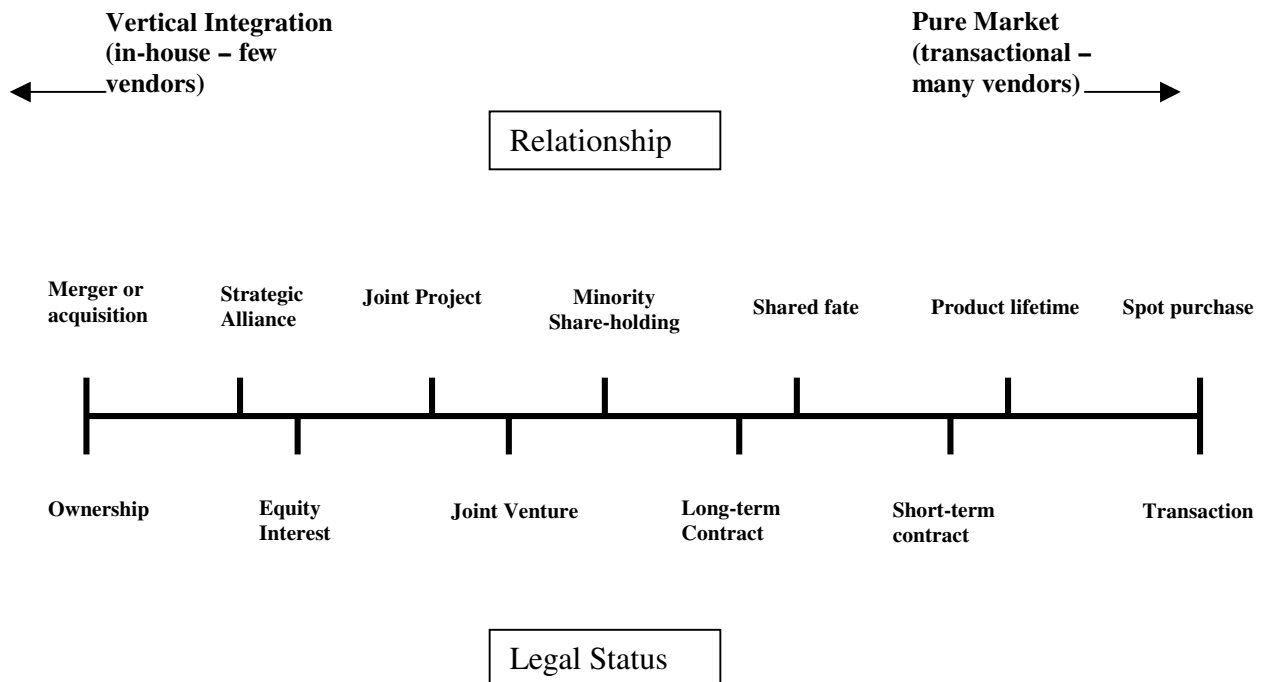 Vertical Integration
(in-house – few
vendors)
Pure Market
(transactional –
many vendors)
Relationship
Merger or
acquisition
Strategic
Alliance
Joint Project
Minority
Share-holding
Shared fate
Product lifetime
Spot purchase
Ownership
Equity
Interest
Joint Venture
Long-term
Contract
Short-term
contract
Transaction
Legal Status